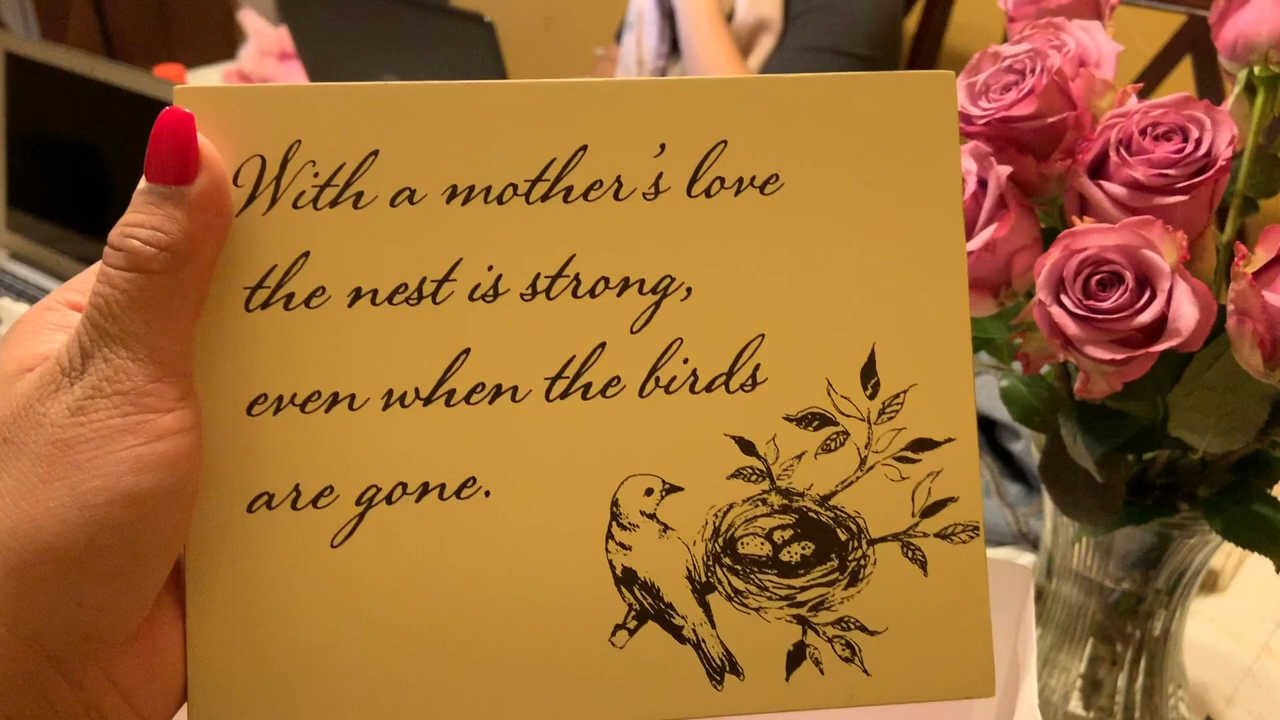 With a mother's love
the nest is strong,
even when the birds
are gone.